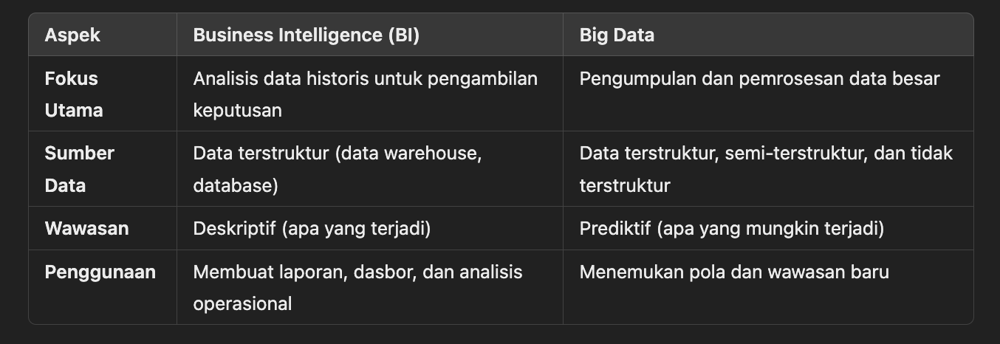 Aspek Business Intelligence (BI) Big Data
Fokus Utama Analisis data historis untuk pengambilan keputusan Pengumpulan dan pemrosesan data besar
Sumber Data Data terstruktur (data warehouse, database) Data terstruktur, semi-terstruktur, dan tidak terstruktur
Wawasan Deskriptif (apa yang terjadi) Prediktif (apa yang mungkin terjadi)
Penggunaan Membuat laporan, dasbor, dan analisis operasional Menemukan pola dan wawasan baru